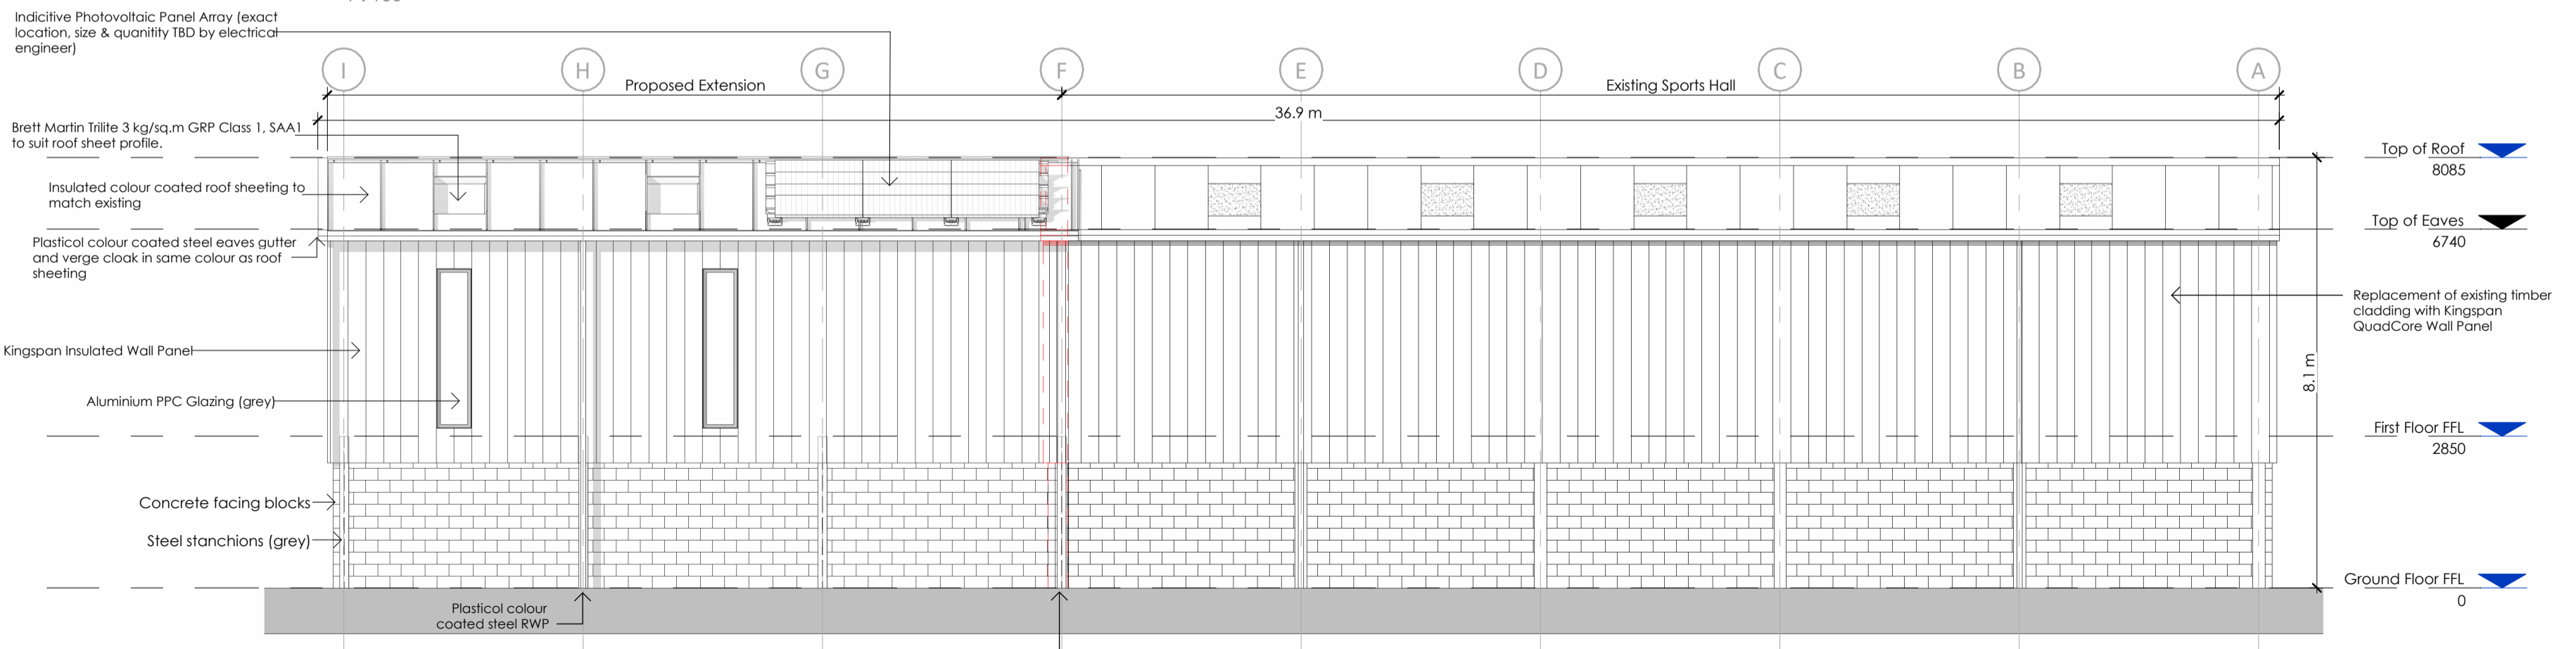 Indicitive Photovoltaic Panel Array (exact
location, size & quanitity TBD by electrical
engineer)
I
H
G
F
E
D
C
B
A
Proposed Extension
Existing Sports Hall
36.9 m
Brett Martin Trilite 3 kg/sq.m GRP Class 1, SAA1
to suit roof sheet profile.
Insulated colour coated roof sheeting to
match existing
Plasticol colour coated steel eaves gutter
and verge cloak in same colour as roof
sheeting
Kingspan Insulated Wall Panel
Aluminium PPC Glazing (grey)
Concrete facing blocks
Steel stanchions (grey)
Plasticol colour
coated steel RWP
Top of Roof
8085
Top of Eaves
6740
Replacement of existing timber
cladding with Kingspan
QuadCore Wall Panel
8.1 m
First Floor FFL
2850
Ground Floor FFL
0